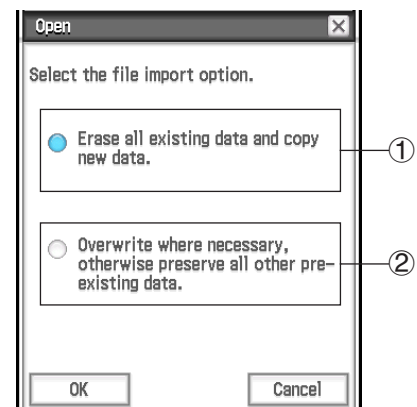 Open
Select the file import option.
Erase all existing data and copy
new data.
①
Overwrite where necessary,
otherwise preserve all other pre-
existing data.
②
OK
Cancel